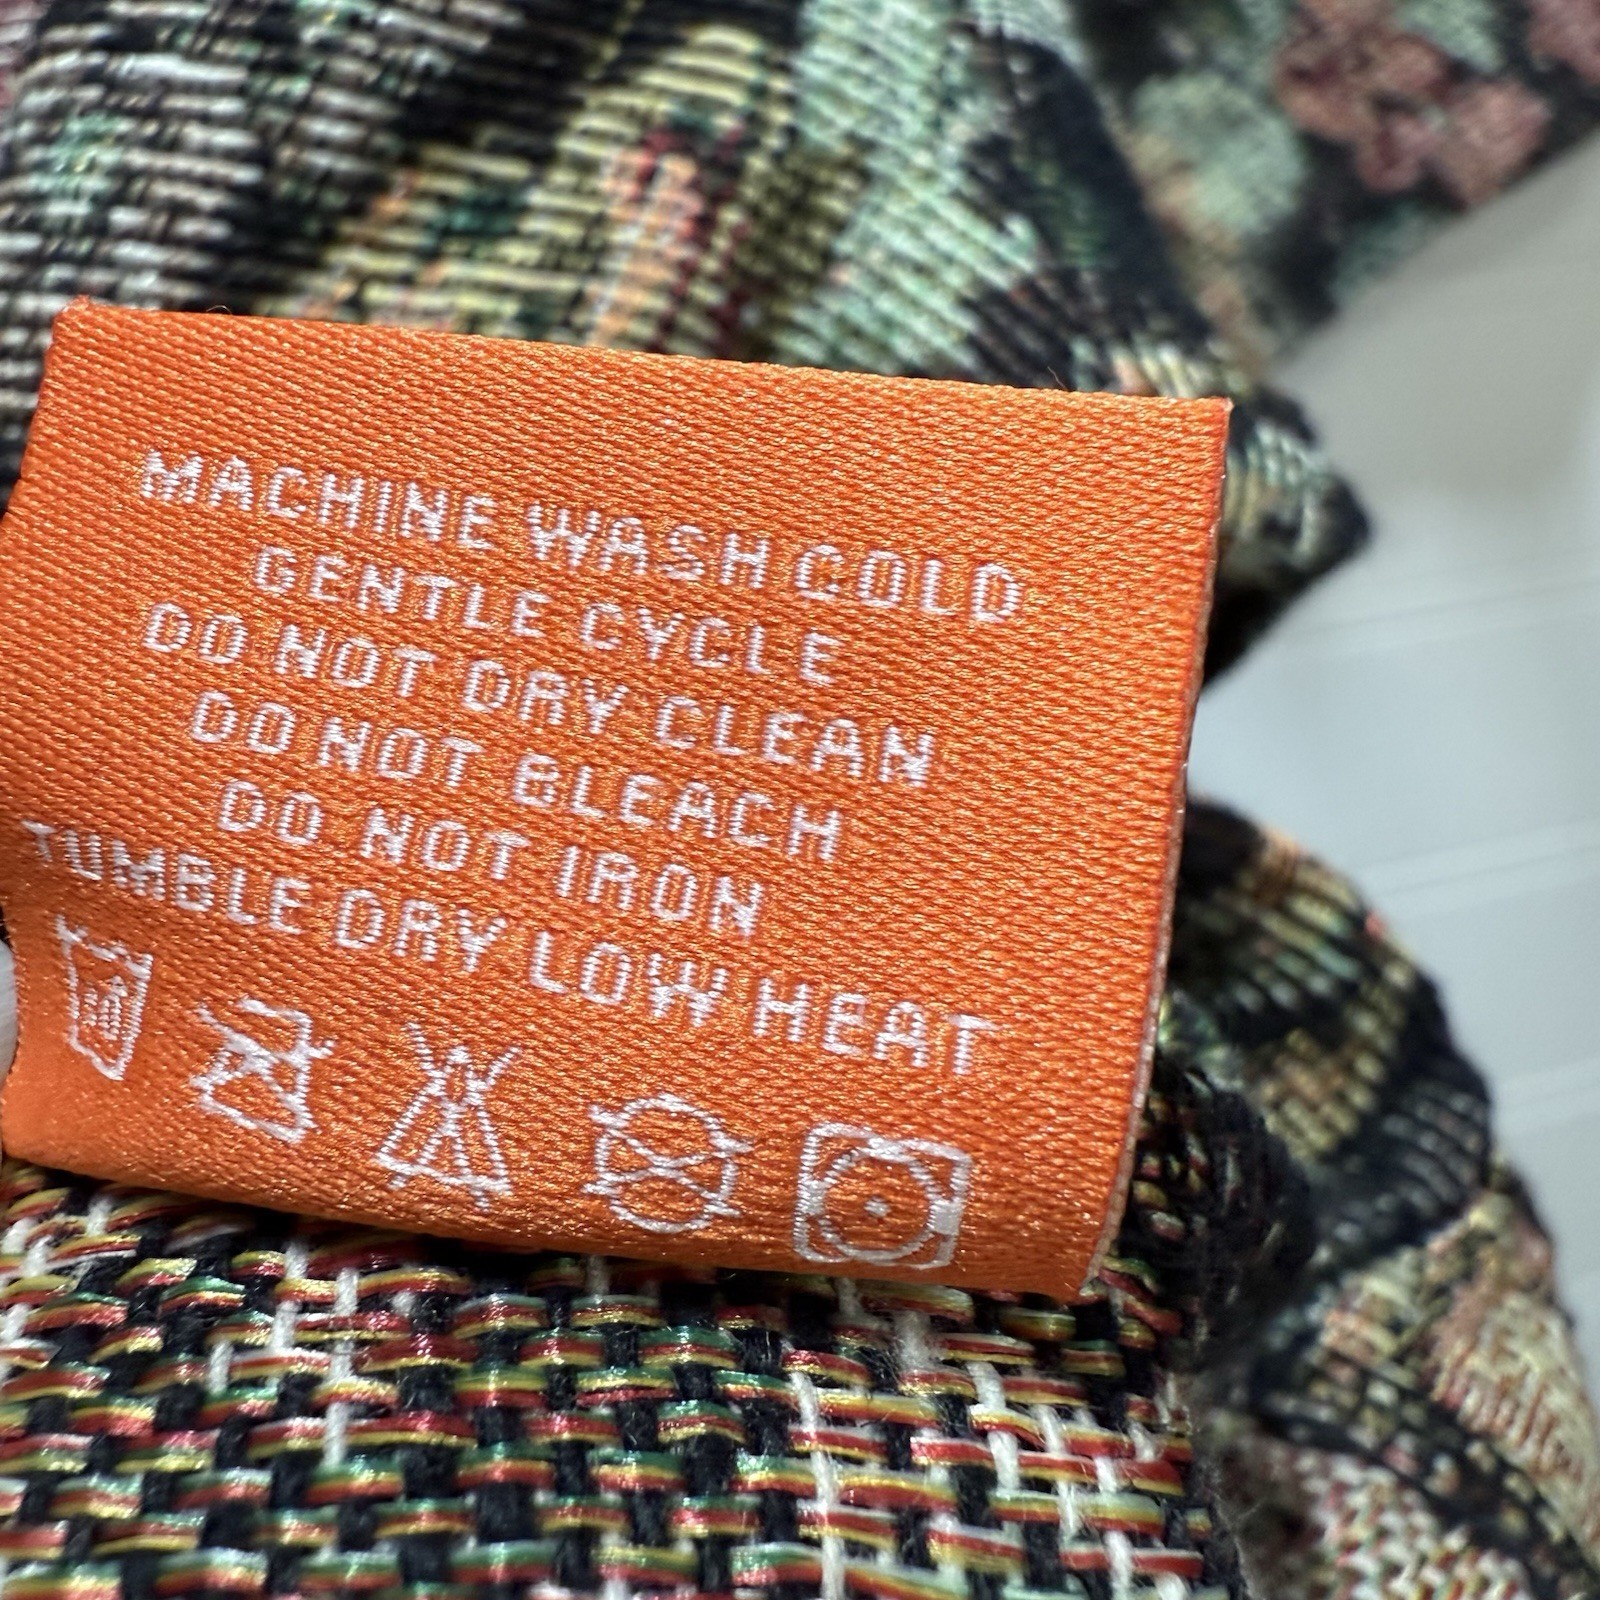 MACHINE WASH COLD
GENTLE CYCLE
DO NOT DRY CLEAN
DO NOT BLEACH
DO NOT IRON
TUMBLE DRY LOW HEAT